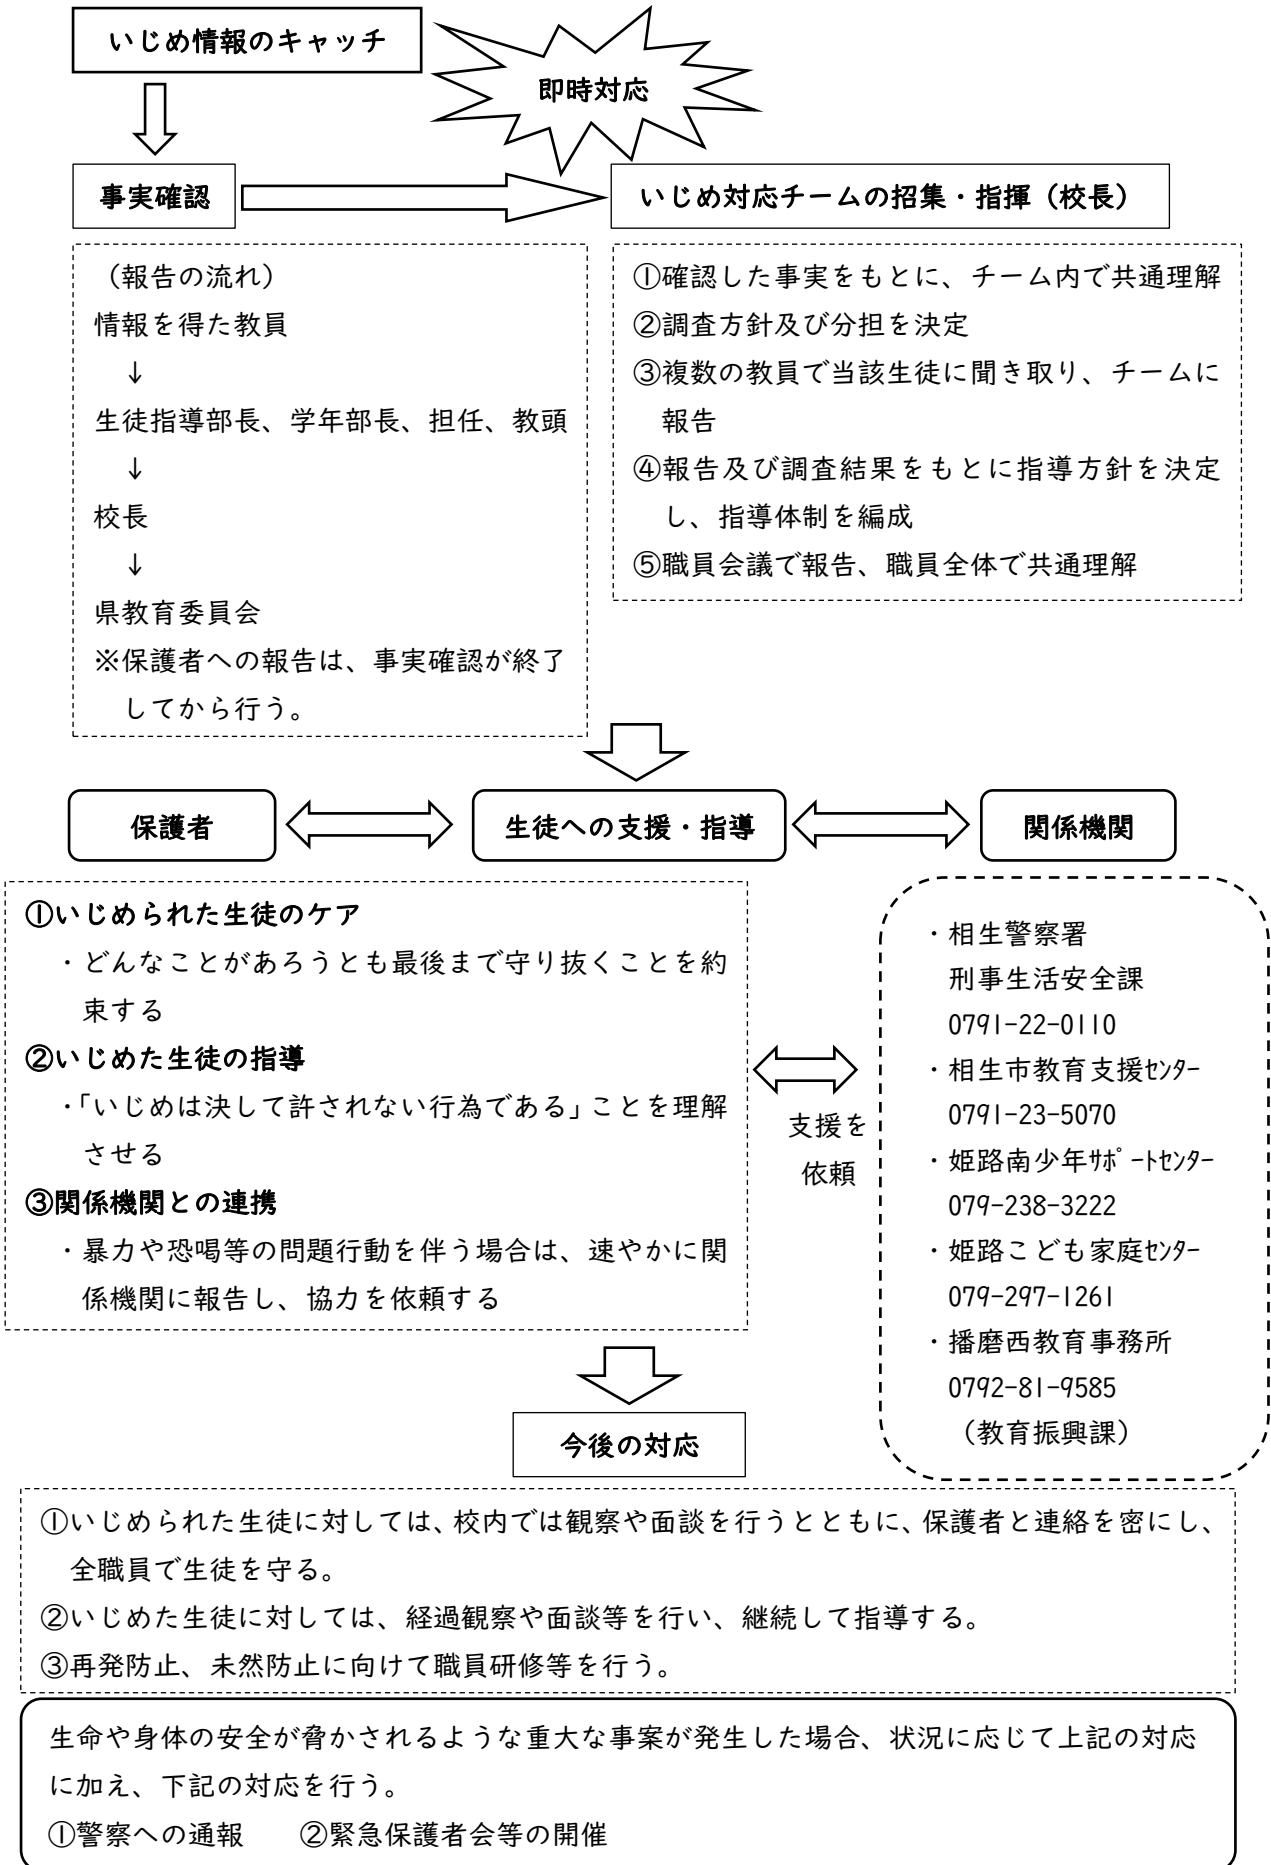 いじめ情報のキャッチ
即時対応
事実確認
いじめ対応チームの招集・指揮（校長）
（報告の流れ）
情報を得た教員
↓
生徒指導部長、学年部長、担任、教頭
↓
校長
↓
県教育委員会
※保護者への報告は、事実確認が終了
してから行う。
①確認した事実をもとに、チーム内で共通理解
②調査方針及び分担を決定
③複数の教員で当該生徒に聞き取り、チームに
報告
④報告及び調査結果をもとに指導方針を決定
し、指導体制を編成
⑤職員会議で報告、職員全体で共通理解
保護者
生徒への支援・指導
関係機関
①いじめられた生徒のケア
・どんなことがあろうとも最後まで守り抜くことを約
束する
②いじめた生徒の指導
・「いじめは決して許されない行為である」ことを理解
させる
③関係機関との連携
・暴力や恐喝等の問題行動を伴う場合は、速やかに関
係機関に報告し、協力を依頼する
支援を
依頼
・相生警察署
刑事生活安全課
0791-22-0110
・相生市教育支援ｾﾝﾀｰ
0791-23-5070
・姫路南少年ｻﾎﾟｰﾄｾﾝﾀｰ
079-238-3222
・姫路こども家庭ｾﾝﾀｰ
079-297-1261
・播磨西教育事務所
0792-81-9585
（教育振興課）
今後の対応
①いじめられた生徒に対しては、校内では観察や面談を行うとともに、保護者と連絡を密にし、
全職員で生徒を守る。
②いじめた生徒に対しては、経過観察や面談等を行い、継続して指導する。
③再発防止、未然防止に向けて職員研修等を行う。
生命や身体の安全が脅かされるような重大な事案が発生した場合、状況に応じて上記の対応
に加え、下記の対応を行う。
①警察への通報　　②緊急保護者会等の開催